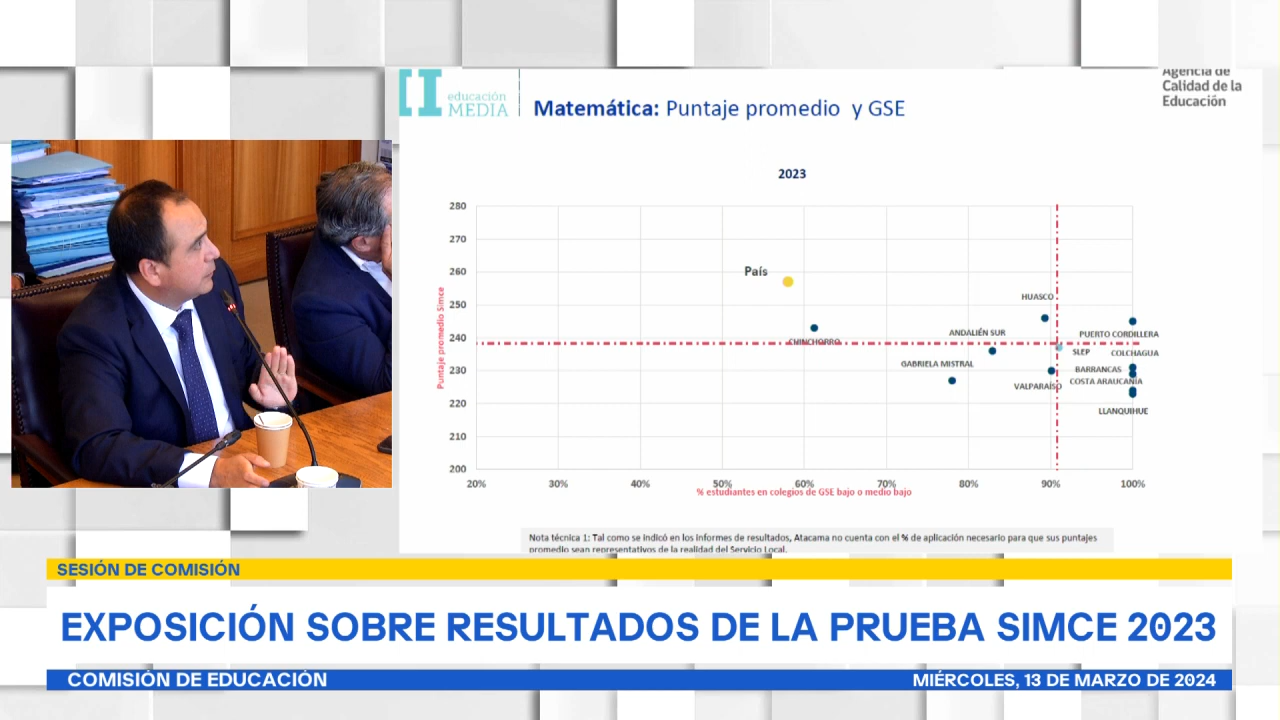 educación
MEDIA
Matemática: Puntaje promedio y GSE
Agencia de
Calidad de la
Educación
2023
Puntaje promedio Simce
280
270
260
250
240
230
220
210
200
País
HUASCO
CHINCHORRO
ANDALIÉN SUR
PUERTO CORDILLERA
SLEP
COLCHAGUA
GABRIELA MISTRAL
BARRANCAS
VALPARAÍSO
COSTA ARAUCANÍA
LLANQUIHUE
20% 30% 40% 50% 60% 70% 80% 90% 100%
% estudiantes en colegios de GSE bajo o medio bajo
Nota técnica 1: Tal como se indicó en los informes de resultados, Atacama no cuenta con el % de aplicación necesario para que sus puntajes
promedio sean representativos de la realidad del Servicio Local.
SESIÓN DE COMISIÓN
EXPOSICIÓN SOBRE RESULTADOS DE LA PRUEBA SIMCE 2023
COMISIÓN DE EDUCACIÓN
MIÉRCOLES, 13 DE MARZO DE 2024